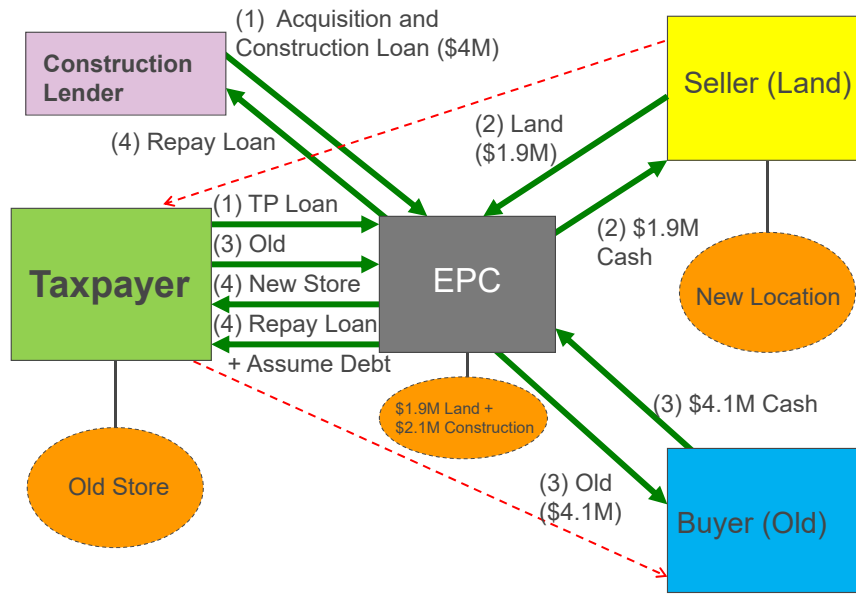 (1) Acquisition and
Construction Loan ($4M)
Construction
Lender
Seller (Land)
(2) Land
($1.9M)
(4) Repay Loan
(1) TP Loan
(3) Old
(4) New Store
(4) Repay Loan
+ Assume Debt
Taxpayer
EPC
(2) $1.9M
Cash
New Location
$1.9M Land +
$2.1M Construction
(3) $4.1M Cash
Old Store
(3) Old
($4.1M)
Buyer (Old)